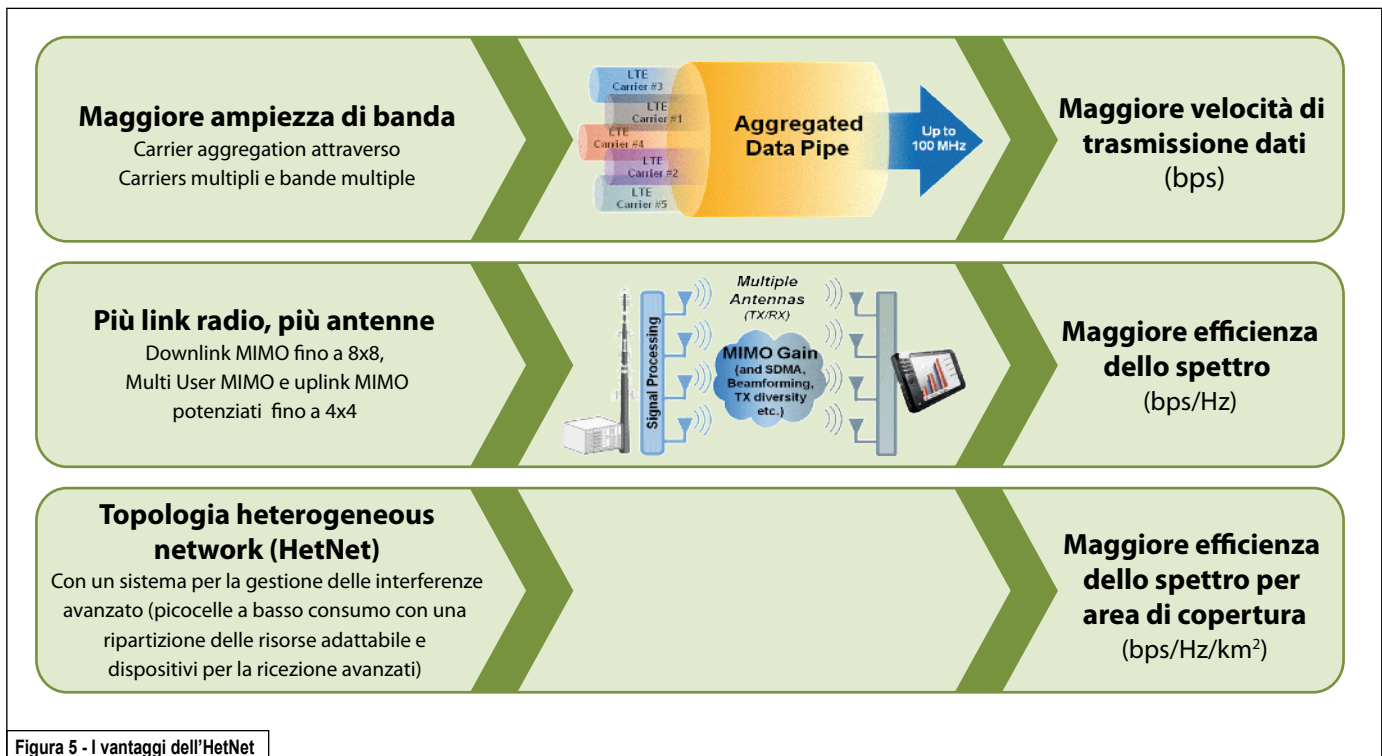 Maggiore ampiezza di banda
Carrier aggregation attraverso
Carriers multipli e bande multiple
LTE
Carrier #3
LTE
Carrier #1
LTE
Carrier #4
LTE
Carrier #2
LTE
Carrier #5
Aggregated
Data Pipe
Up to
100 MHz
Maggiore velocità di
trasmissione dati
(bps)
Più link radio, più antenne
Downlink MIMO fino a 8x8,
Multi User MIMO e uplink MIMO
potenziati fino a 4x4
Signal Processing
Multiple
Antennas
(TX/RX)
MIMO Gain
(and SDMA,
Beamforming,
TX diversity
etc.)
Maggiore efficienza
dello spettro
(bps/Hz)
Topologia heterogeneous
network (HetNet)
Con un sistema per la gestione delle interferenze
avanzato (picocelle a basso consumo con una
ripartizione delle risorse adattabile e
dispositivi per la ricezione avanzati)
Maggiore efficienza
dello spettro per
area di copertura
(bps/Hz/km²)
Figura 5 - I vantaggi dell’HetNet